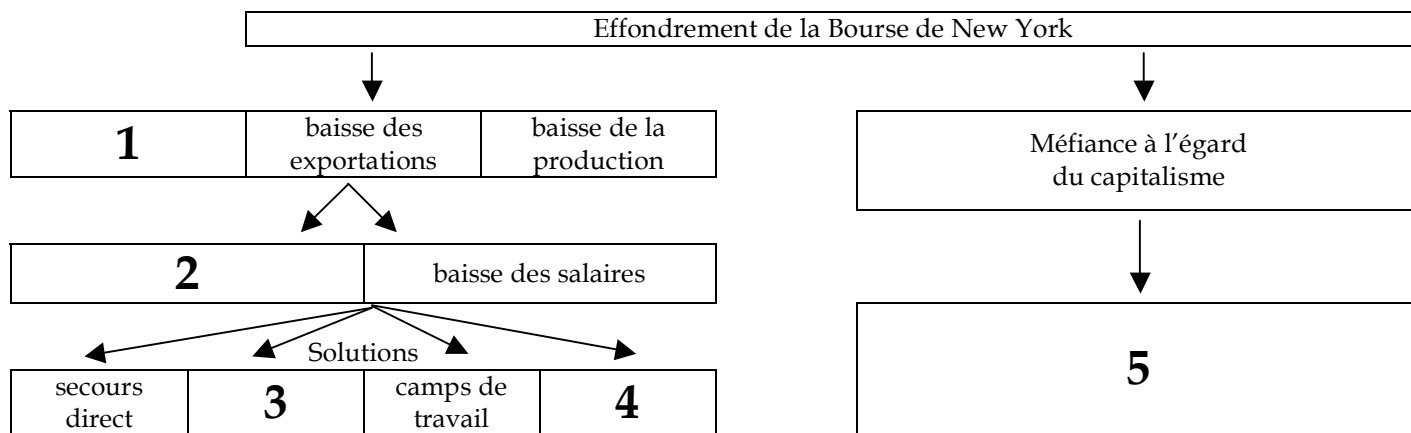 Effondrement de la Bourse de New York
1
baisse des
exportations
baisse de la
production
Méfiance à l'égard
du capitalisme
2
baisse des salaires
Solutions
secours
direct
3
camps de
travail
4
5